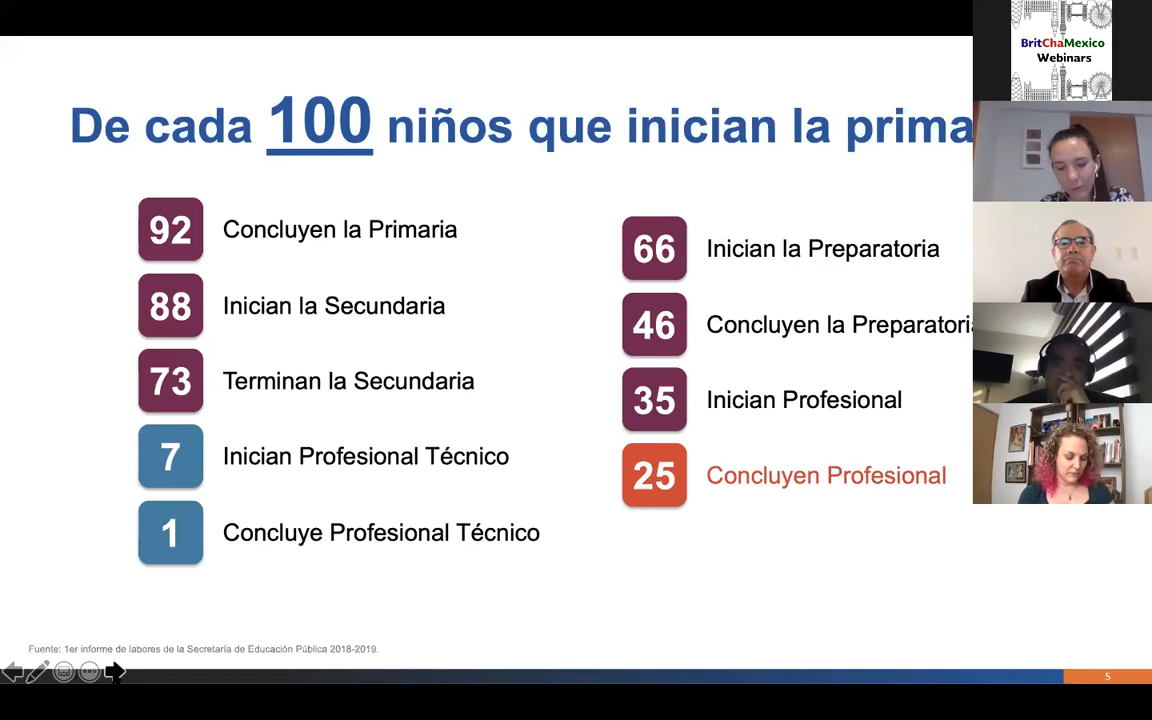 BritChaMexico
Webinars
De cada 100 niños que inician la prima
92 Concluyen la Primaria
88 Inician la Secundaria
73 Terminan la Secundaria
7 Inician Profesional Técnico
1 Concluye Profesional Técnico
66 Inician la Preparatoria
46 Concluyen la Preparatoria
35 Inician Profesional
25 Concluyen Profesional
Fuente: 1er informe de labores de la Secretaría de Educación Pública 2018-2019.
5